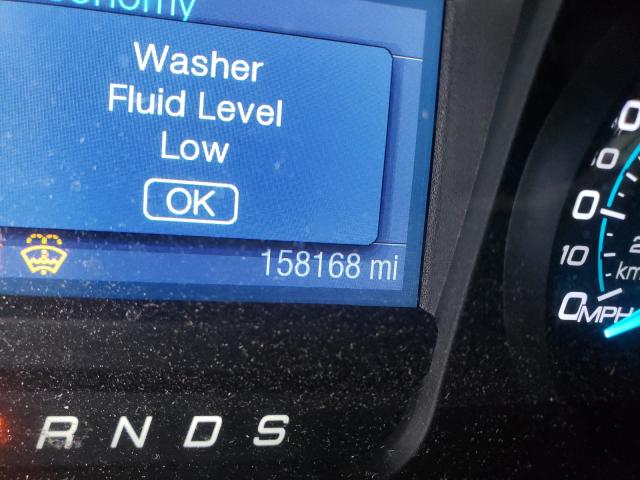 Washer
Fluid Level
Low
OK
158168 mi
0
10
0 MPH
R N D S